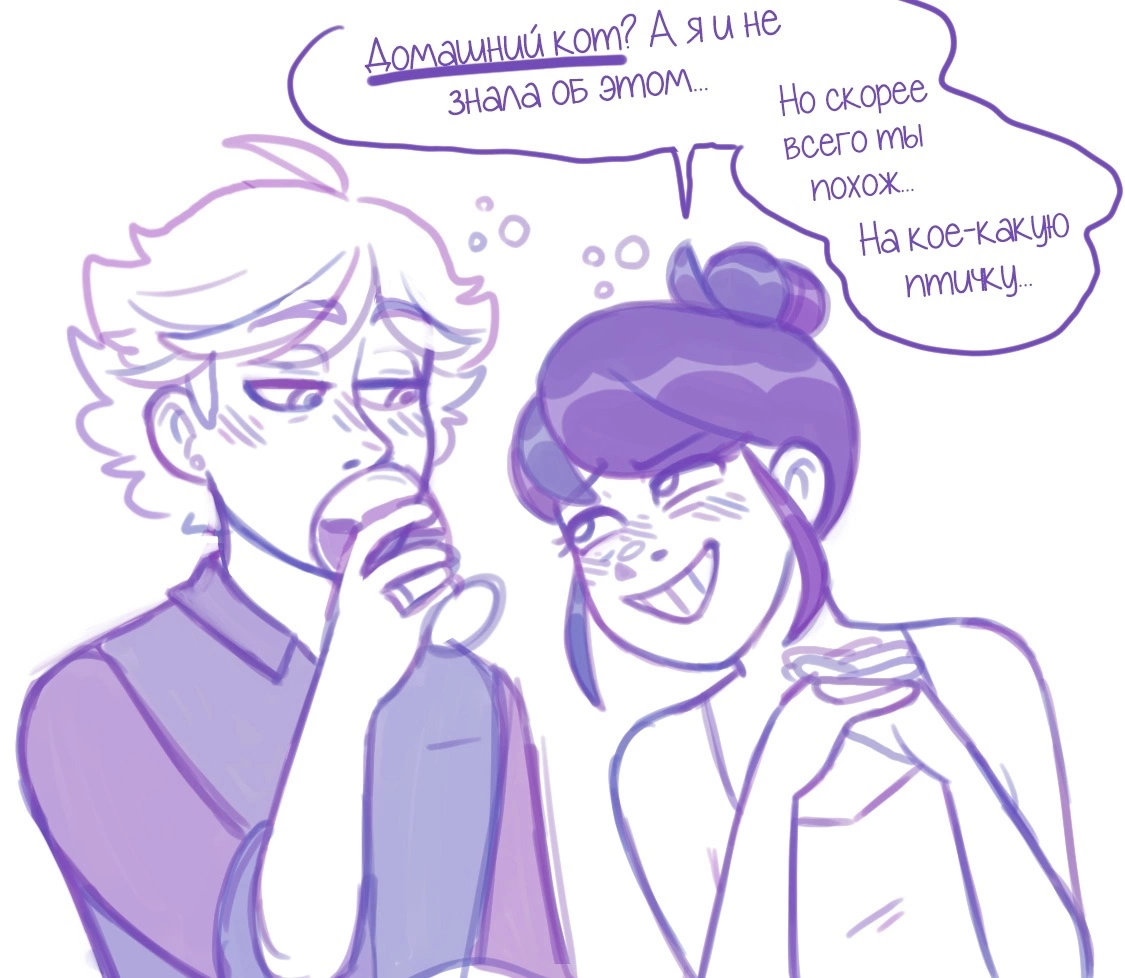 Домашний кот? А я и не
знала об этом...
Но скорее
всего ты
похож...
На кое-какую
птичку...